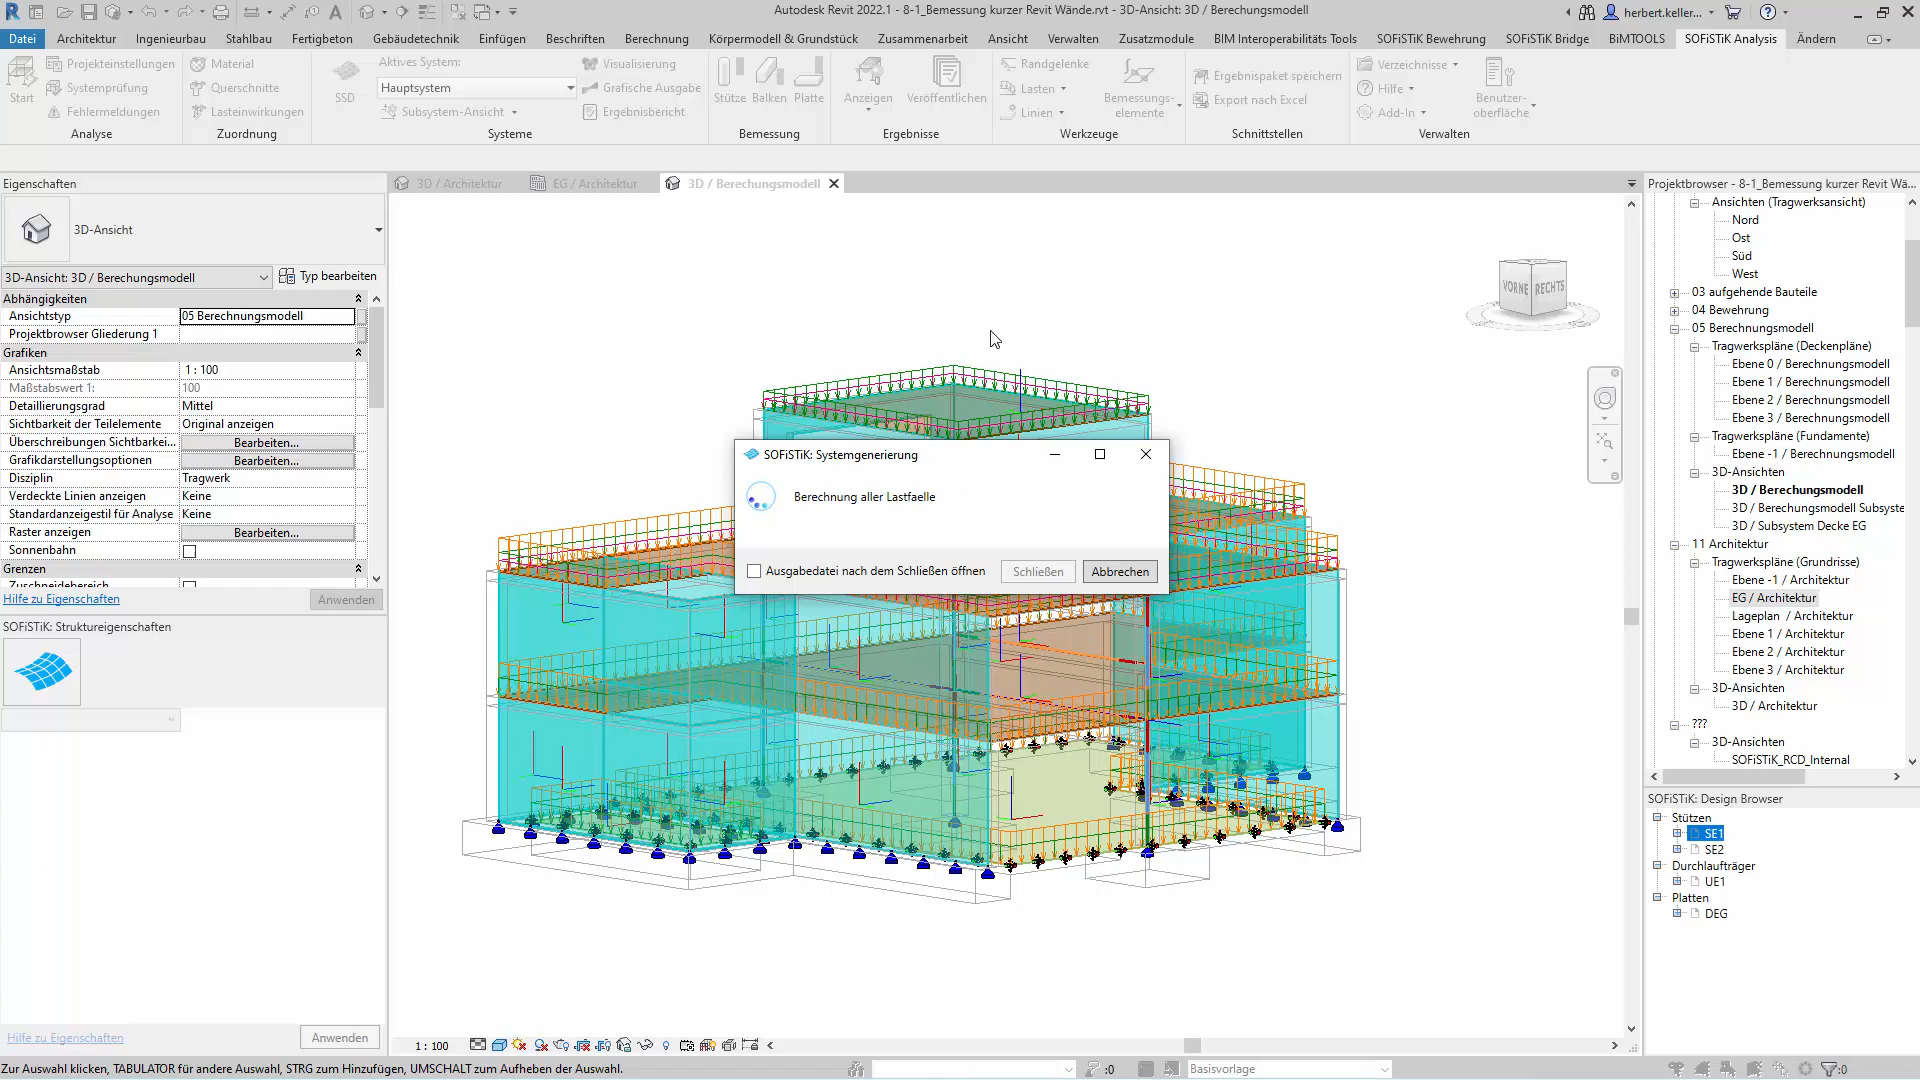 Autodesk Revit 2022.1 - 8-1_Bemessung kurzer Revit Wände.rvt - 3D-Ansicht: 3D / Berechungsmodell
herbert.keller...
Datei Architektur Ingenieurbau Stahlbau Fertigbeton Gebäudetechnik Einfügen Beschriften Berechnung Körpermodell & Grundstück Zusammenarbeit Ansicht Verwalten Zusatzmodule BIM Interoperabilitäts Tools SOFiSTiK Bewehrung SOFiSTiK Bridge BiMTOOLS SOFiSTiK Analysis Ändern
Start
Projekteinstellungen
Systemprüfung
Fehlermeldungen
Analyse
Material
Querschnitte
Lasteinwirkungen
Zuordnung
SSD
Aktives System:
Hauptsystem
Subsystem-Ansicht
Visualisierung
Grafische Ausgabe
Ergebnisbericht
Systeme
Stütze Balken Platte
Bemessung
Anzeigen Veröffentlichen
Ergebnisse
Randgelenke
Lasten
Linien
Bemessungs-
elemente
Werkzeuge
Ergebnispaket speichern
Export nach Excel
Schnittstellen
Verzeichnisse
Hilfe
Add-In
Benutzer-
oberfläche
Verwalten
Eigenschaften
3D-Ansicht
3D-Ansicht: 3D / Berechungsmodell
Typ bearbeiten
Abhängigkeiten
Ansichtstyp 05 Berechnungsmodell
Projektbrowser Gliederung 1
Grafiken
Ansichtsmaßstab 1 : 100
Maßstabswert 1: 100
Detaillierungsgrad Mittel
Sichtbarkeit der Teilelemente Original anzeigen
Überschreibungen Sichtbarkei... Bearbeiten...
Grafikdarstellungsoptionen Bearbeiten...
Disziplin Tragwerk
Verdeckte Linien anzeigen Keine
Standardanzeigestil für Analyse Keine
Raster anzeigen Bearbeiten...
Sonnenbahn
Grenzen
Zuschneidebereich
Hilfe zu Eigenschaften
Anwenden
SOFiSTiK: Struktureigenschaften
Hilfe zu Eigenschaften
Anwenden
3D / Architektur
EG / Architektur
3D / Berechungsmodell
VORNE RECHTS
SOFiSTiK: Systemgenerierung
Berechnung aller Lastfaelle
Ausgabedatei nach dem Schließen öffnen
Schließen
Abbrechen
1 : 100
Projektbrowser - 8-1_Bemessung kurzer Revit Wä...
Ansichten (Tragwerksansicht)
Nord
Ost
Süd
West
03 aufgehende Bauteile
04 Bewehrung
05 Berechnungsmodell
Tragwerkspläne (Deckenpläne)
Ebene 0 / Berechnungsmodell
Ebene 1 / Berechnungsmodell
Ebene 2 / Berechnungsmodell
Ebene 3 / Berechnungsmodell
Tragwerkspläne (Fundamente)
Ebene -1 / Berechnungsmodell
3D-Ansichten
3D / Berechungsmodell
3D / Berechungsmodell Subsyste
3D / Subsystem Decke EG
11 Architektur
Tragwerkspläne (Grundrisse)
Ebene -1 / Architektur
EG / Architektur
Lageplan / Architektur
Ebene 1 / Architektur
Ebene 2 / Architektur
Ebene 3 / Architektur
3D-Ansichten
3D / Architektur
???
3D-Ansichten
SOFiSTiK_RCD_Internal
SOFiSTiK: Design Browser
Stützen
SE1
SE2
Durchlaufträger
UE1
Platten
DEG
Zur Auswahl klicken, TABULATOR für andere Auswahl, STRG zum Hinzufügen, UMSCHALT zum Aufheben der Auswahl.
:0
Basisvorlage
:0